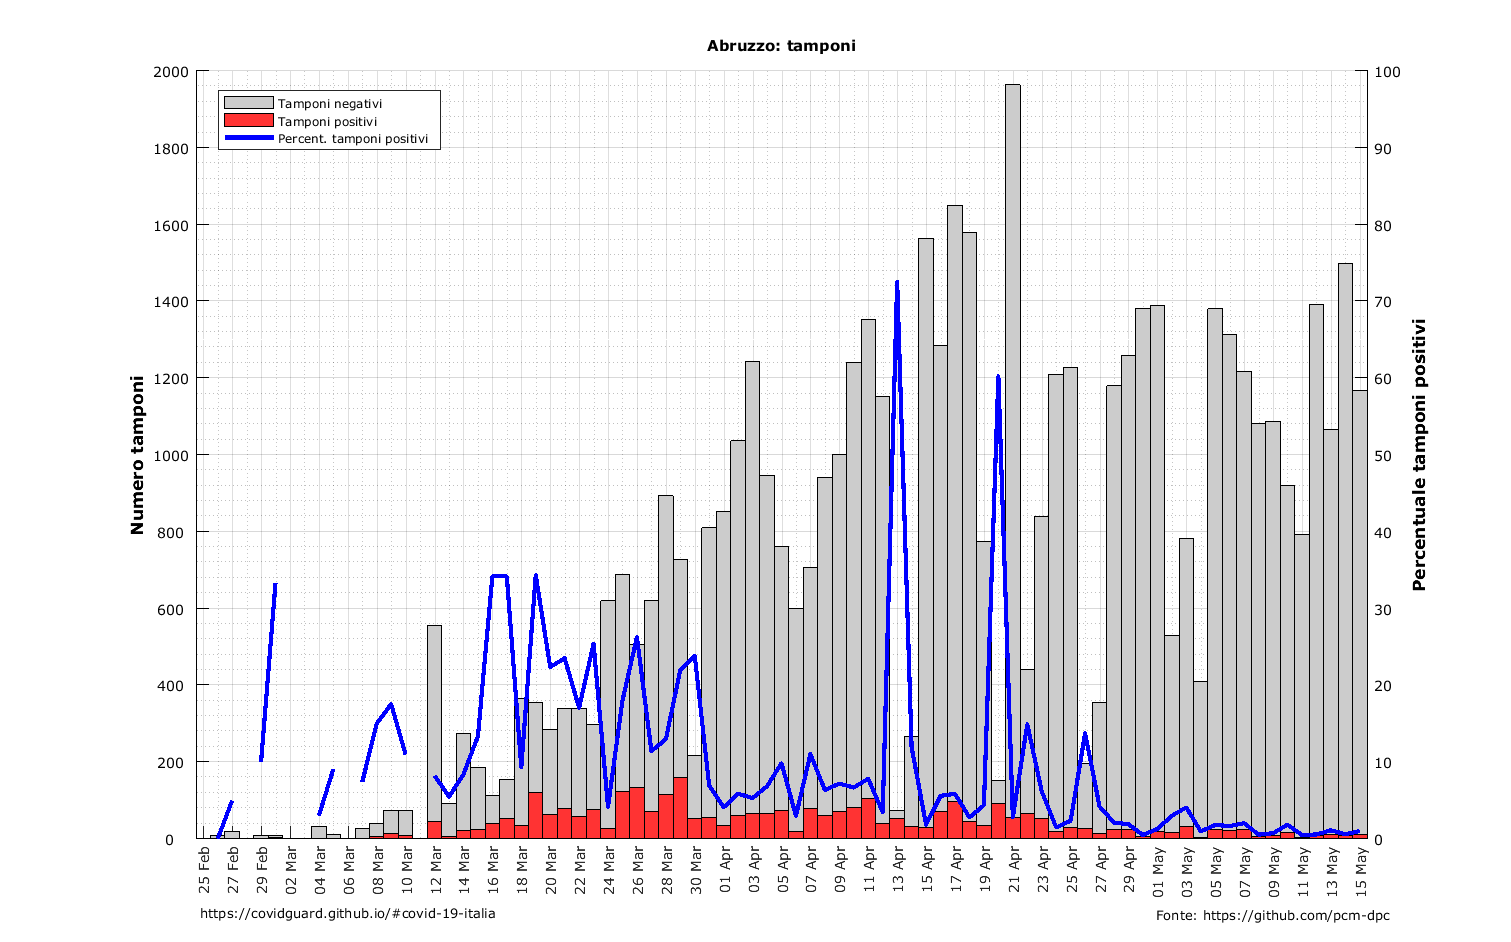 Abruzzo: tamponi
Tamponi negativi
Tamponi positivi
Percent. tamponi positivi
Numero tamponi
2000
1800
1600
1400
1200
1000
800
600
400
200
0
100
90
80
70
60
50
40
30
20
10
0
Percentuale tamponi positivi
25 Feb
27 Feb
29 Feb
02 Mar
04 Mar
06 Mar
08 Mar
10 Mar
12 Mar
14 Mar
16 Mar
18 Mar
20 Mar
22 Mar
24 Mar
26 Mar
28 Mar
30 Mar
01 Apr
03 Apr
05 Apr
07 Apr
09 Apr
11 Apr
13 Apr
15 Apr
17 Apr
19 Apr
21 Apr
23 Apr
25 Apr
27 Apr
29 Apr
01 May
03 May
05 May
07 May
09 May
11 May
13 May
15 May
https://covidguard.github.io/#covid-19-italia
Fonte: https://github.com/pcm-dpc